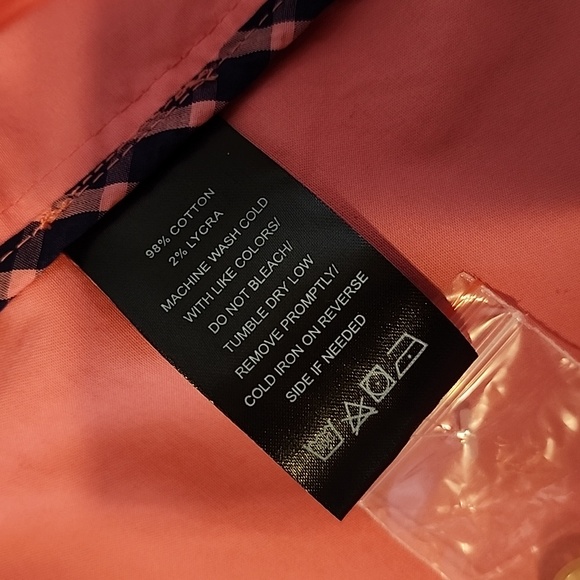 98% COTTON
2% LYCRA
MACHINE WASH COLD
WITH LIKE COLORS/
DO NOT BLEACH/
TUMBLE DRY LOW
REMOVE PROMPTLY/
COLD IRON ON REVERSE
SIDE IF NEEDED